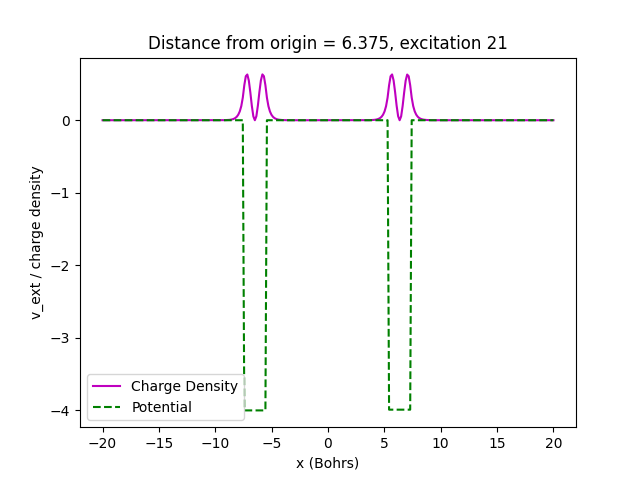 Distance from origin = 6.375, excitation 21
v_ext / charge density
0
−1
−2
−3
−4
Charge Density
Potential
−20 −15 −10 −5 0 5 10 15 20
x (Bohrs)